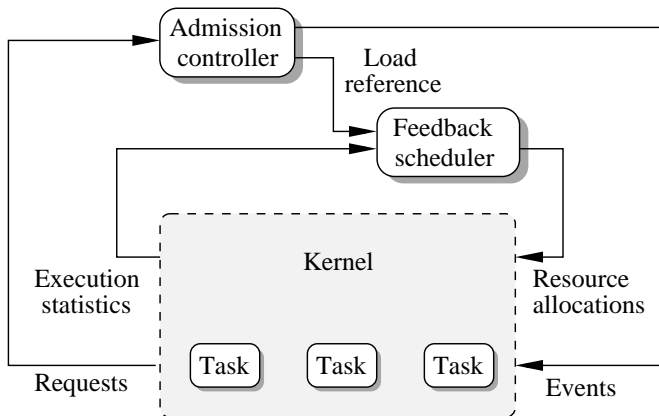 Admission
controller
Load
reference
Feedback
scheduler
Kernel
Execution
statistics
Resource
allocations
Task
Task
Task
Requests
Events